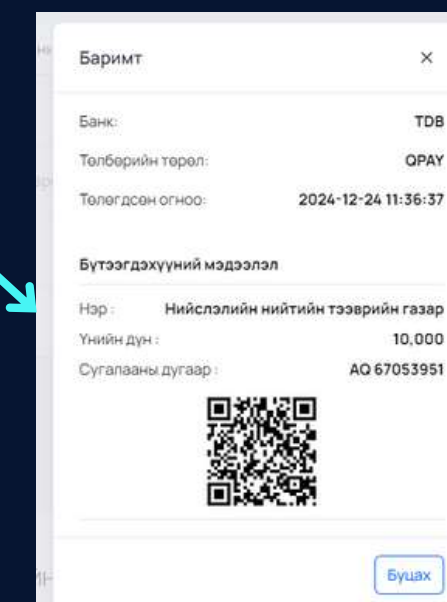 Баримт
Банк: TDB
Төлбөрийн төрөл: QPAY
Төлөгдсөн огноо: 2024-12-24 11:36:37
Бүтээгдэхүүний мэдээлэл
Нэр : Нийслэлийн нийтийн тээврийн газар
Үнийн дүн : 10,000
Сугалааны дугаар : AQ 67053951
Буцах